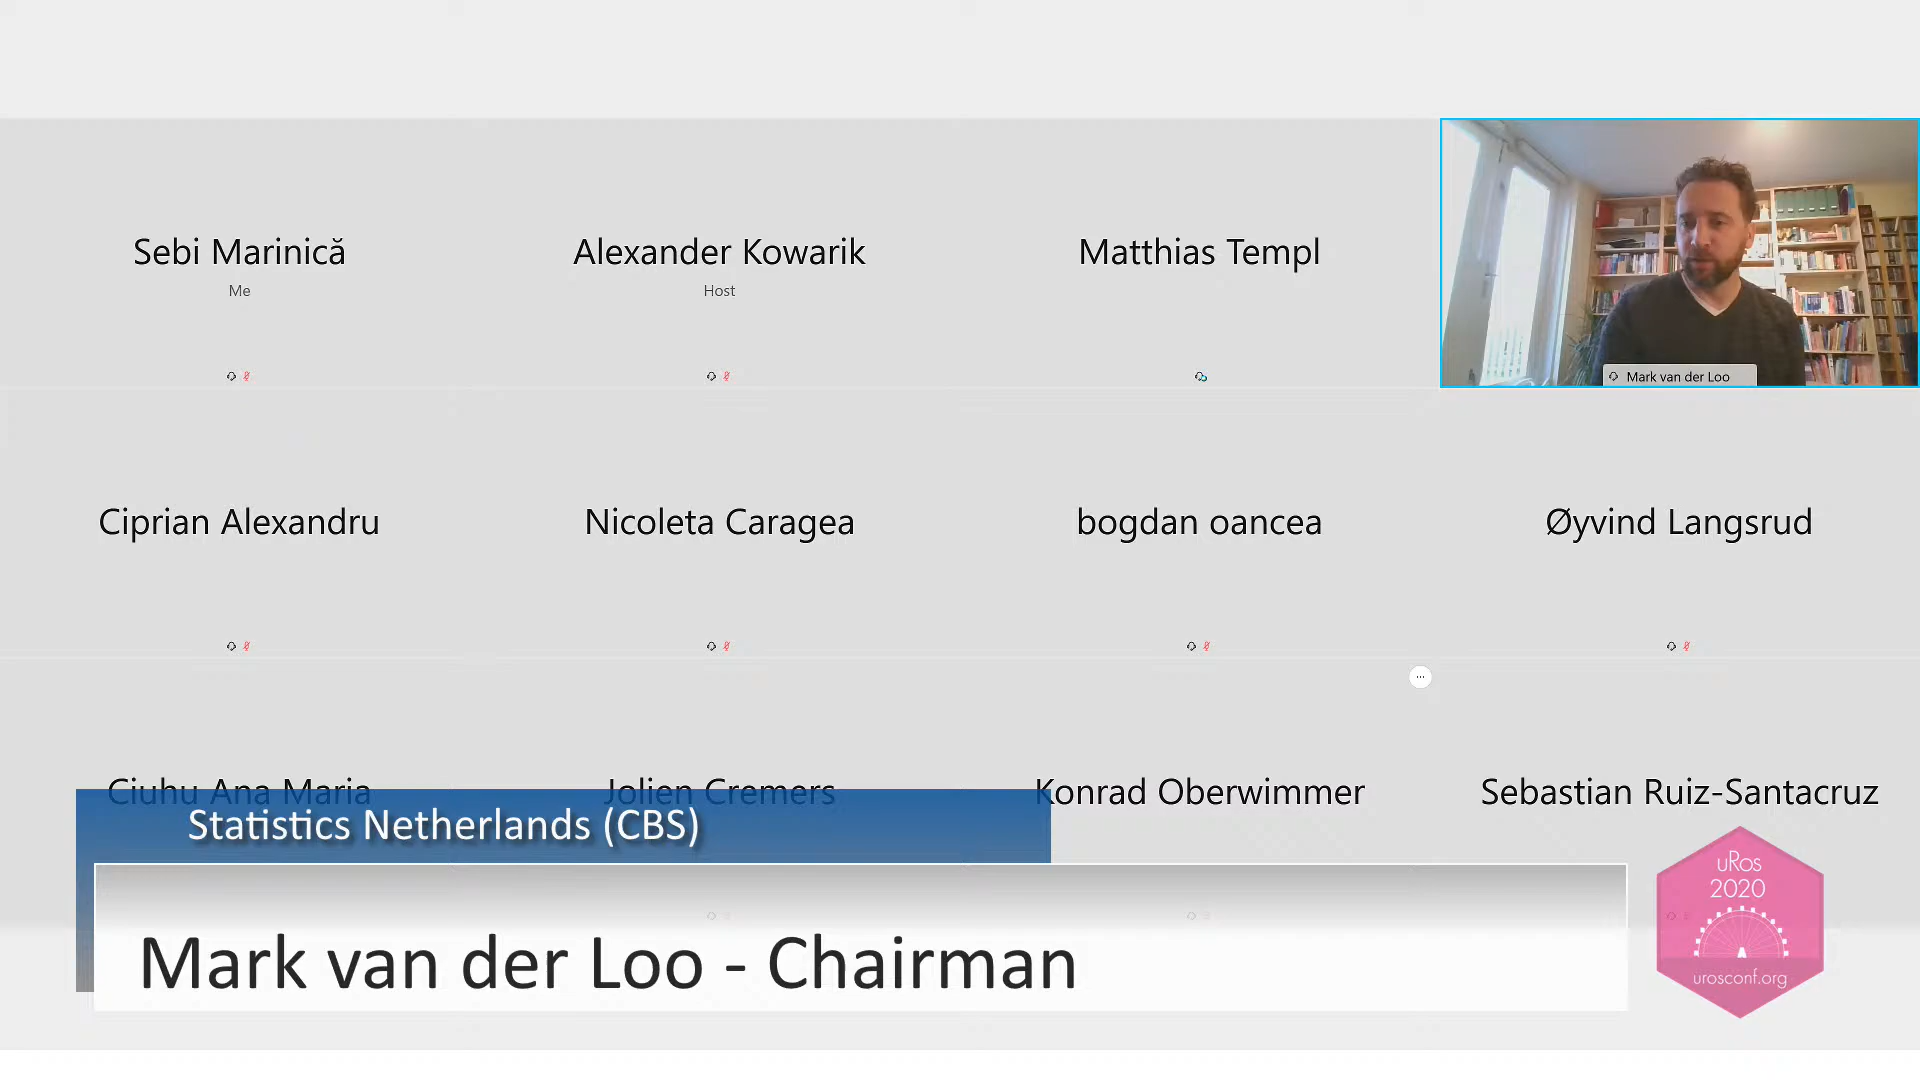 Sebi Marinică
Me
Alexander Kowarik
Host
Matthias Templ
Mark van der Loo
Ciprian Alexandru
Nicoleta Caragea
bogdan oancea
Øyvind Langsrud
Ciuhu Ana Maria
Jolien Cremers
Konrad Oberwimmer
Sebastian Ruiz-Santacruz
Statistics Netherlands (CBS)
Mark van der Loo - Chairman
uRos
2020
urosconf.org